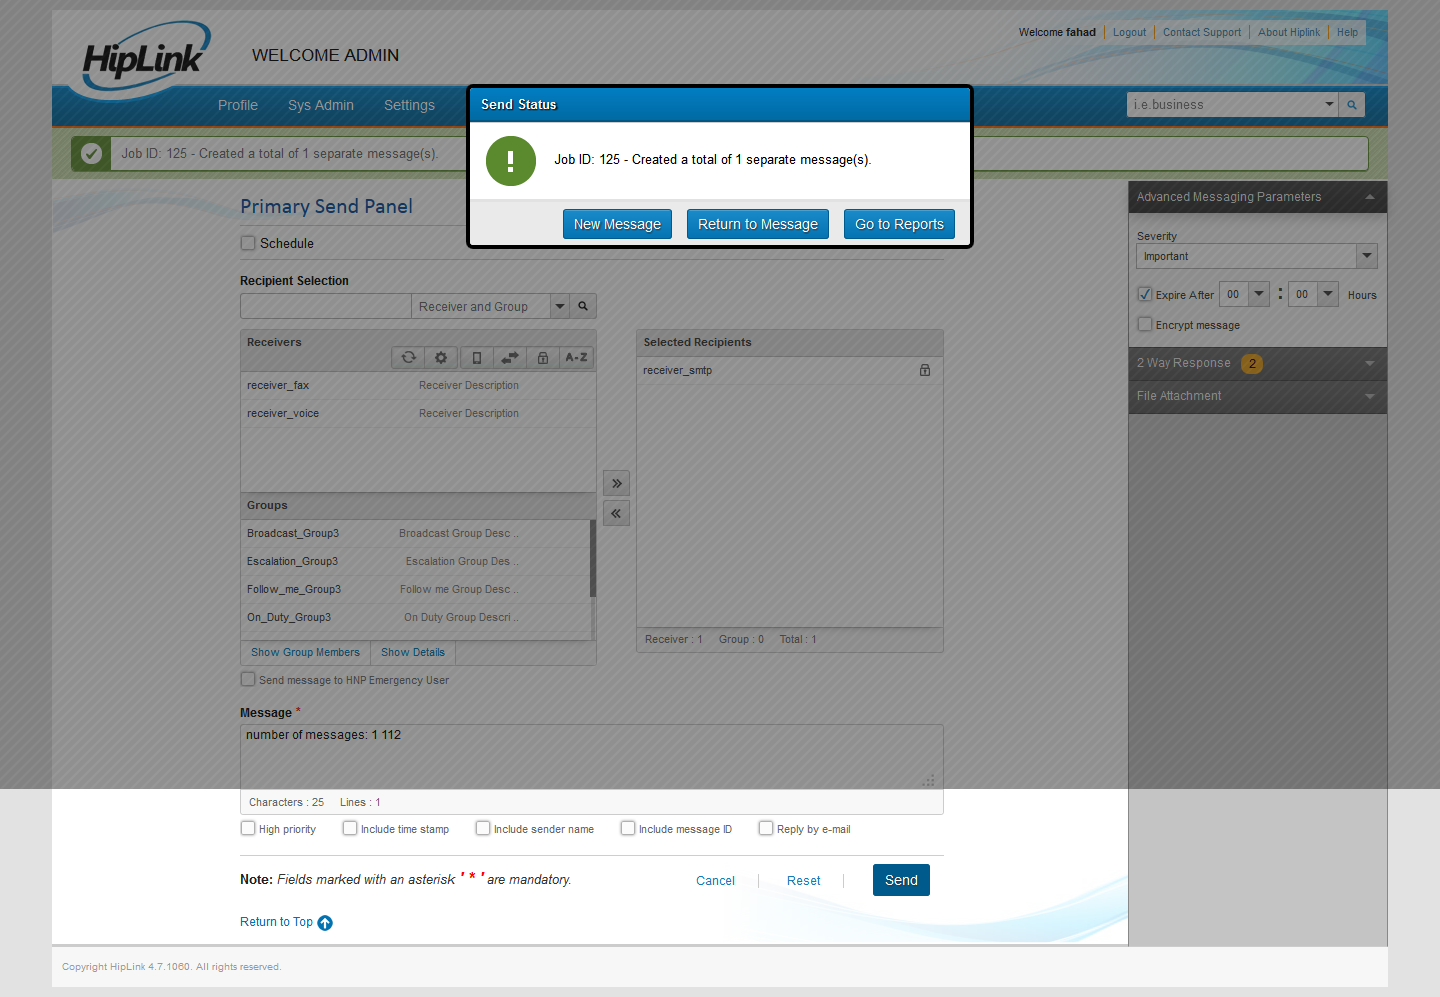 HipLink
WELCOME ADMIN
Welcome fahad Logout Contact Support About Hiplink Help
Profile Sys Admin Settings
i.e.business
Send Status
Job ID: 125 - Created a total of 1 separate message(s).
Job ID: 125 - Created a total of 1 separate message(s).
New Message Return to Message Go to Reports
Primary Send Panel
Schedule
Recipient Selection
Receiver and Group
Receivers
A-Z
receiver_fax Receiver Description
receiver_voice Receiver Description
Groups
Broadcast_Group3 Broadcast Group Desc ..
Escalation_Group3 Escalation Group Des ..
Follow_me_Group3 Follow me Group Desc ..
On_Duty_Group3 On Duty Group Descri ..
Show Group Members Show Details
Send message to HNP Emergency User
Selected Recipients
receiver_smtp
Receiver : 1 Group : 0 Total : 1
Message *
number of messages: 1 112
Characters : 25 Lines : 1
High priority Include time stamp Include sender name Include message ID Reply by e-mail
Note: Fields marked with an asterisk ' * ' are mandatory.
Cancel Reset Send
Return to Top
Advanced Messaging Parameters
Severity
Important
Expire After 00 : 00 Hours
Encrypt message
2 Way Response 2
File Attachment
Copyright HipLink 4.7.1060. All rights reserved.